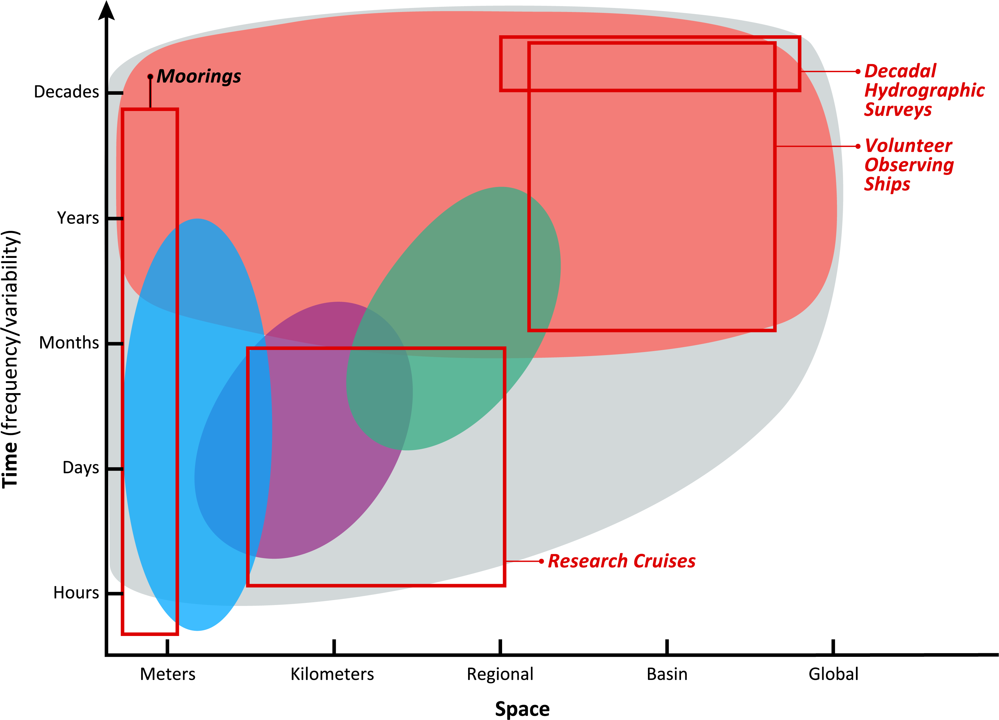 Moorings
Decadal
Hydrographic
Surveys
Decades
Volunteer
Observing
Ships
Years
Months
Days
Research Cruises
Hours
Time (frequency/variability)
Meters
Kilometers
Regional
Basin
Global
Space